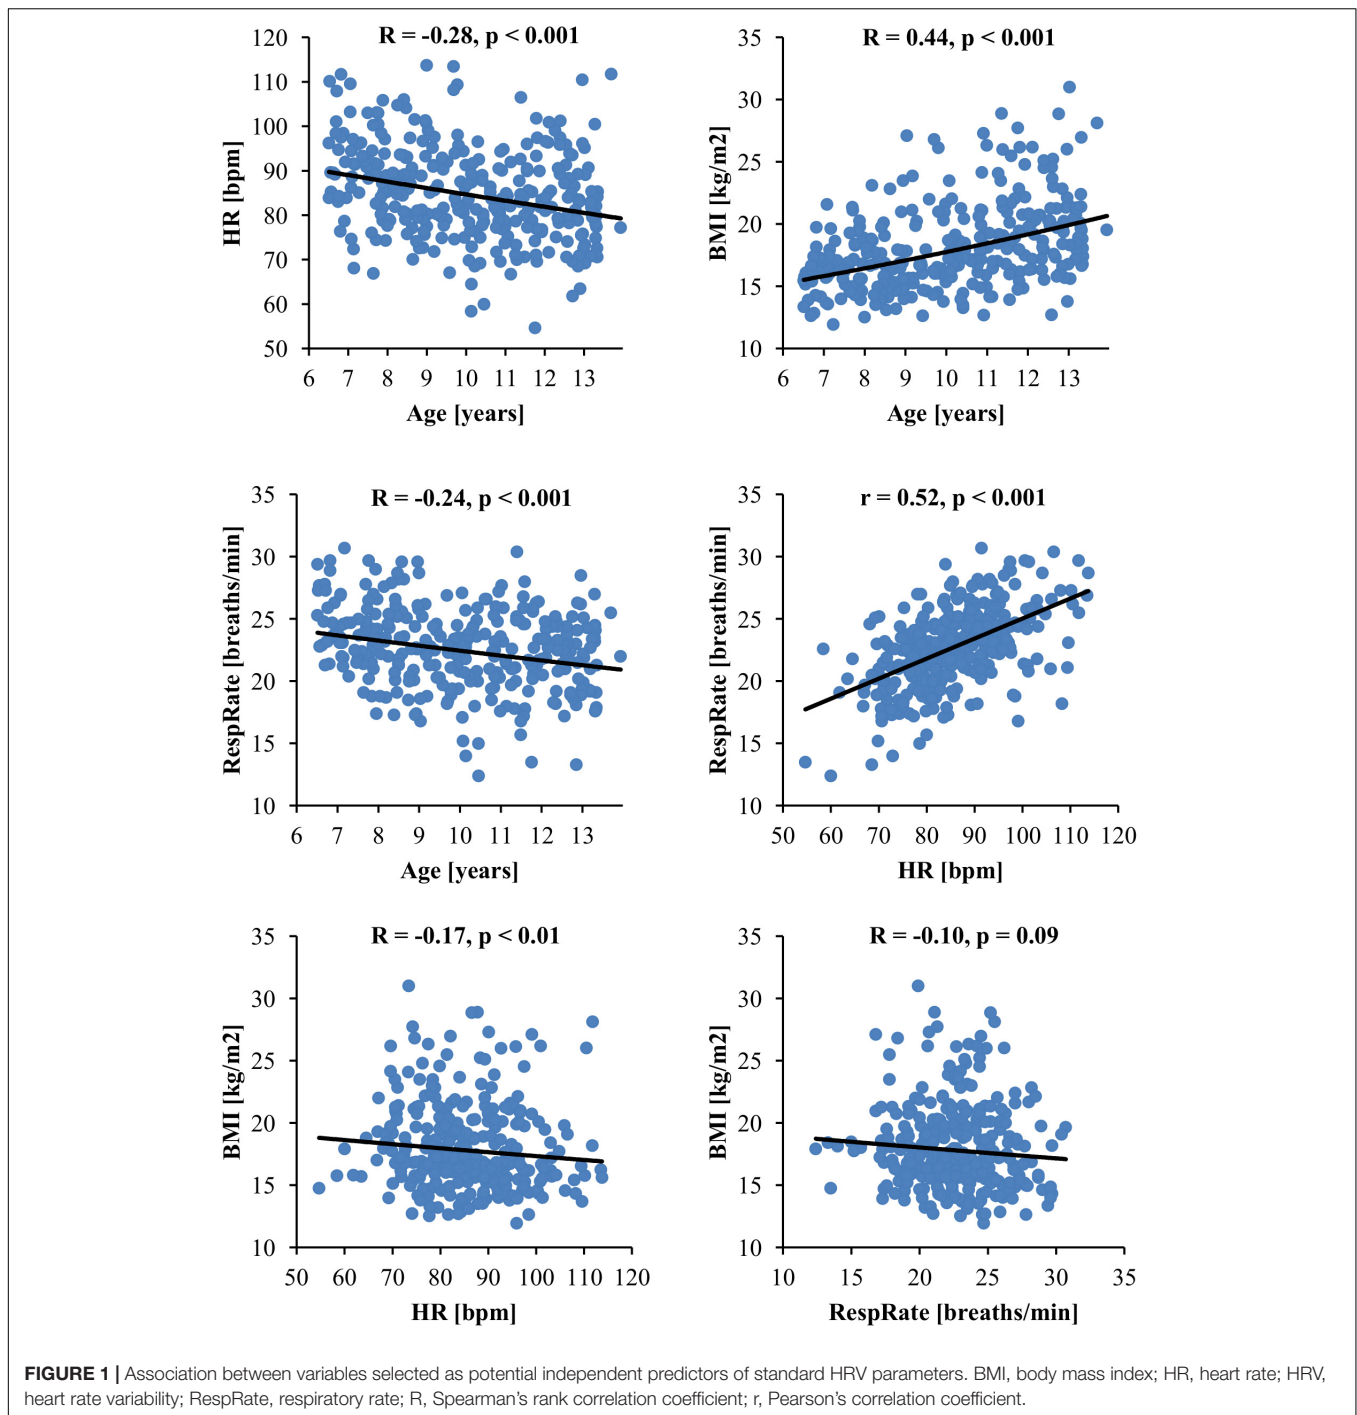 R = -0.28, p < 0.001
120
110
100
90
80
70
60
50
HR [bpm]
6 7 8 9 10 11 12 13
Age [years]
R = 0.44, p < 0.001
35
30
25
20
15
10
BMI [kg/m2]
6 7 8 9 10 11 12 13
Age [years]
R = -0.24, p < 0.001
35
30
25
20
15
10
RespRate [breaths/min]
6 7 8 9 10 11 12 13
Age [years]
r = 0.52, p < 0.001
35
30
25
20
15
10
RespRate [breaths/min]
50 60 70 80 90 100 110 120
HR [bpm]
R = -0.17, p < 0.01
35
30
25
20
15
10
BMI [kg/m2]
50 60 70 80 90 100 110 120
HR [bpm]
R = -0.10, p = 0.09
35
30
25
20
15
10
BMI [kg/m2]
10 15 20 25 30 35
RespRate [breaths/min]
FIGURE 1 | Association between variables selected as potential independent predictors of standard HRV parameters. BMI, body mass index; HR, heart rate; HRV,
heart rate variability; RespRate, respiratory rate; R, Spearman's rank correlation coefficient; r, Pearson's correlation coefficient.